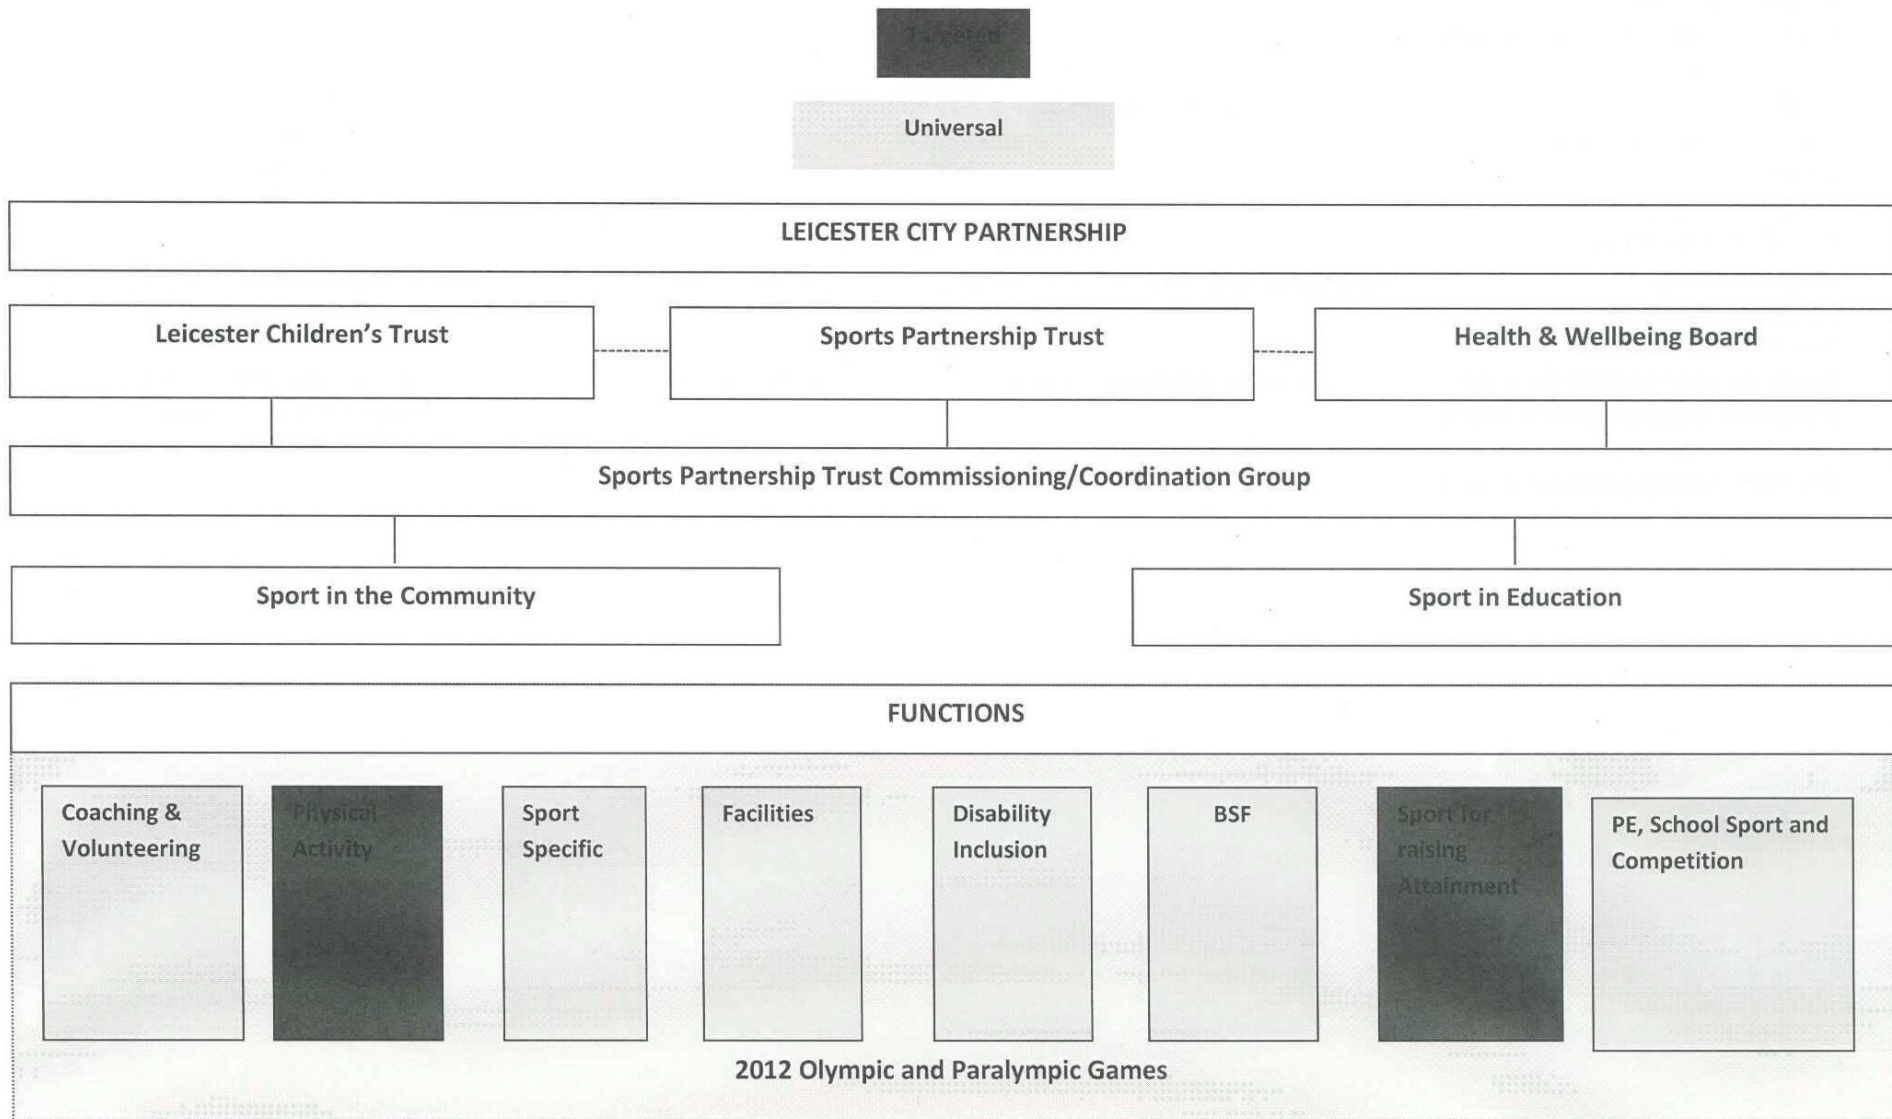 Targeted
Universal
LEICESTER CITY PARTNERSHIP
Leicester Children's Trust
Sports Partnership Trust
Health & Wellbeing Board
Sports Partnership Trust Commissioning/Coordination Group
Sport in the Community
Sport in Education
FUNCTIONS
Coaching &
Volunteering
Physical
Activity
Sport
Specific
Facilities
Disability
Inclusion
BSF
Sport for
raising
Attainment
PE, School Sport and
Competition
2012 Olympic and Paralympic Games